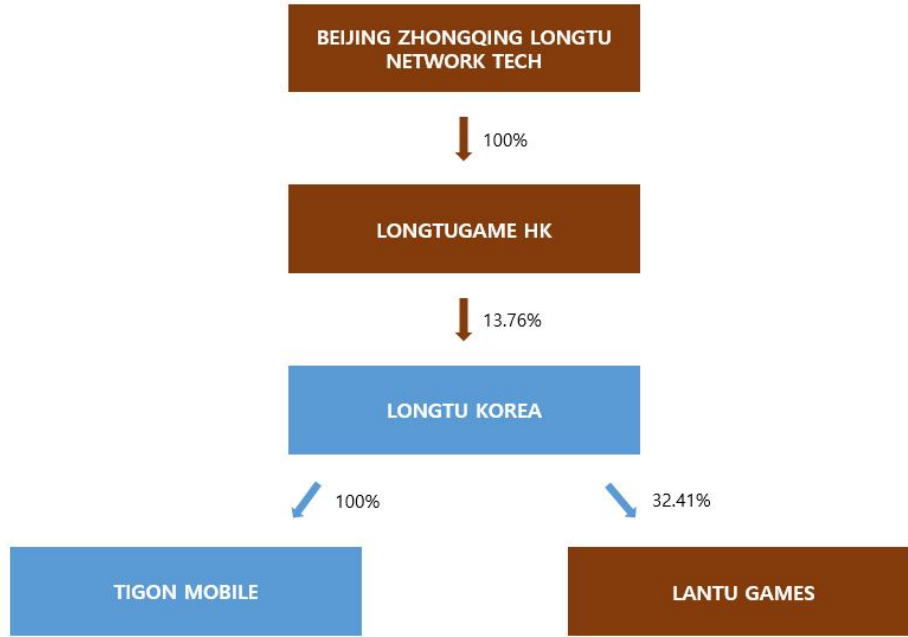 BEIJING ZHONGQING LONGTU
NETWORK TECH
100%
LONGTUGAME HK
13.76%
LONGTU KOREA
100%
32.41%
TIGON MOBILE
LANTU GAMES